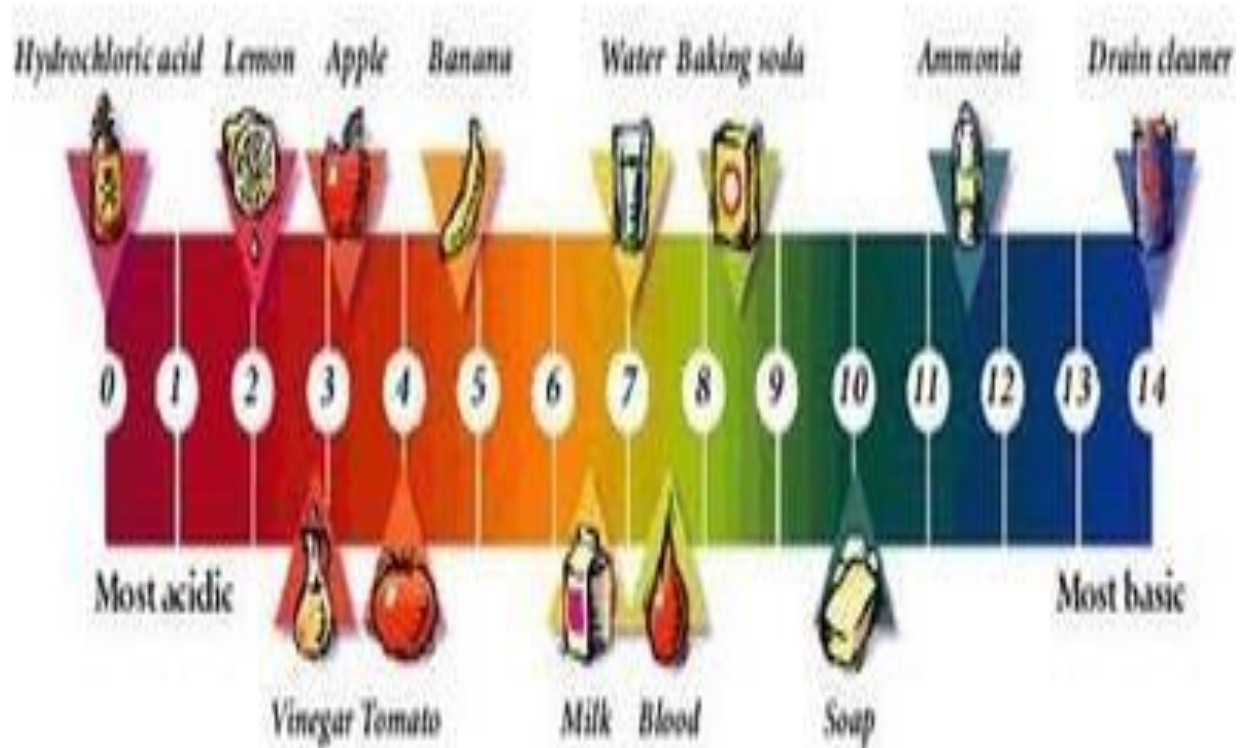 Hydrochloric acid Lemon Apple Banana Water Baking soda Ammonia Drain cleaner
0 1 2 3 4 5 6 7 8 9 10 11 12 13 14
Most acidic Most basic
Vinegar Tomato Milk Blood Soap